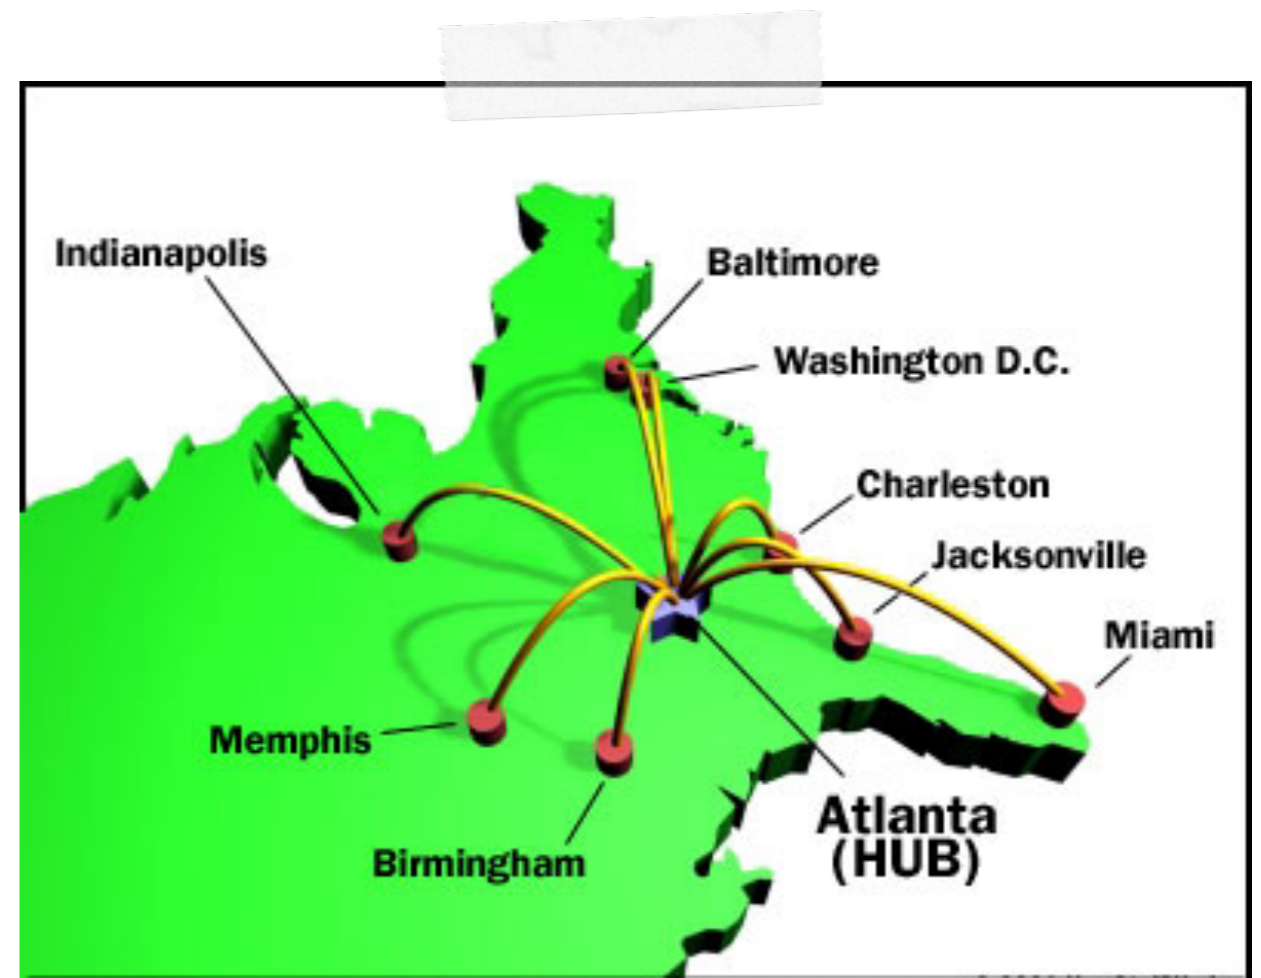 Indianapolis
Baltimore
Washington D.C.
Charleston
Jacksonville
Miami
Memphis
Atlanta
(HUB)
Birmingham